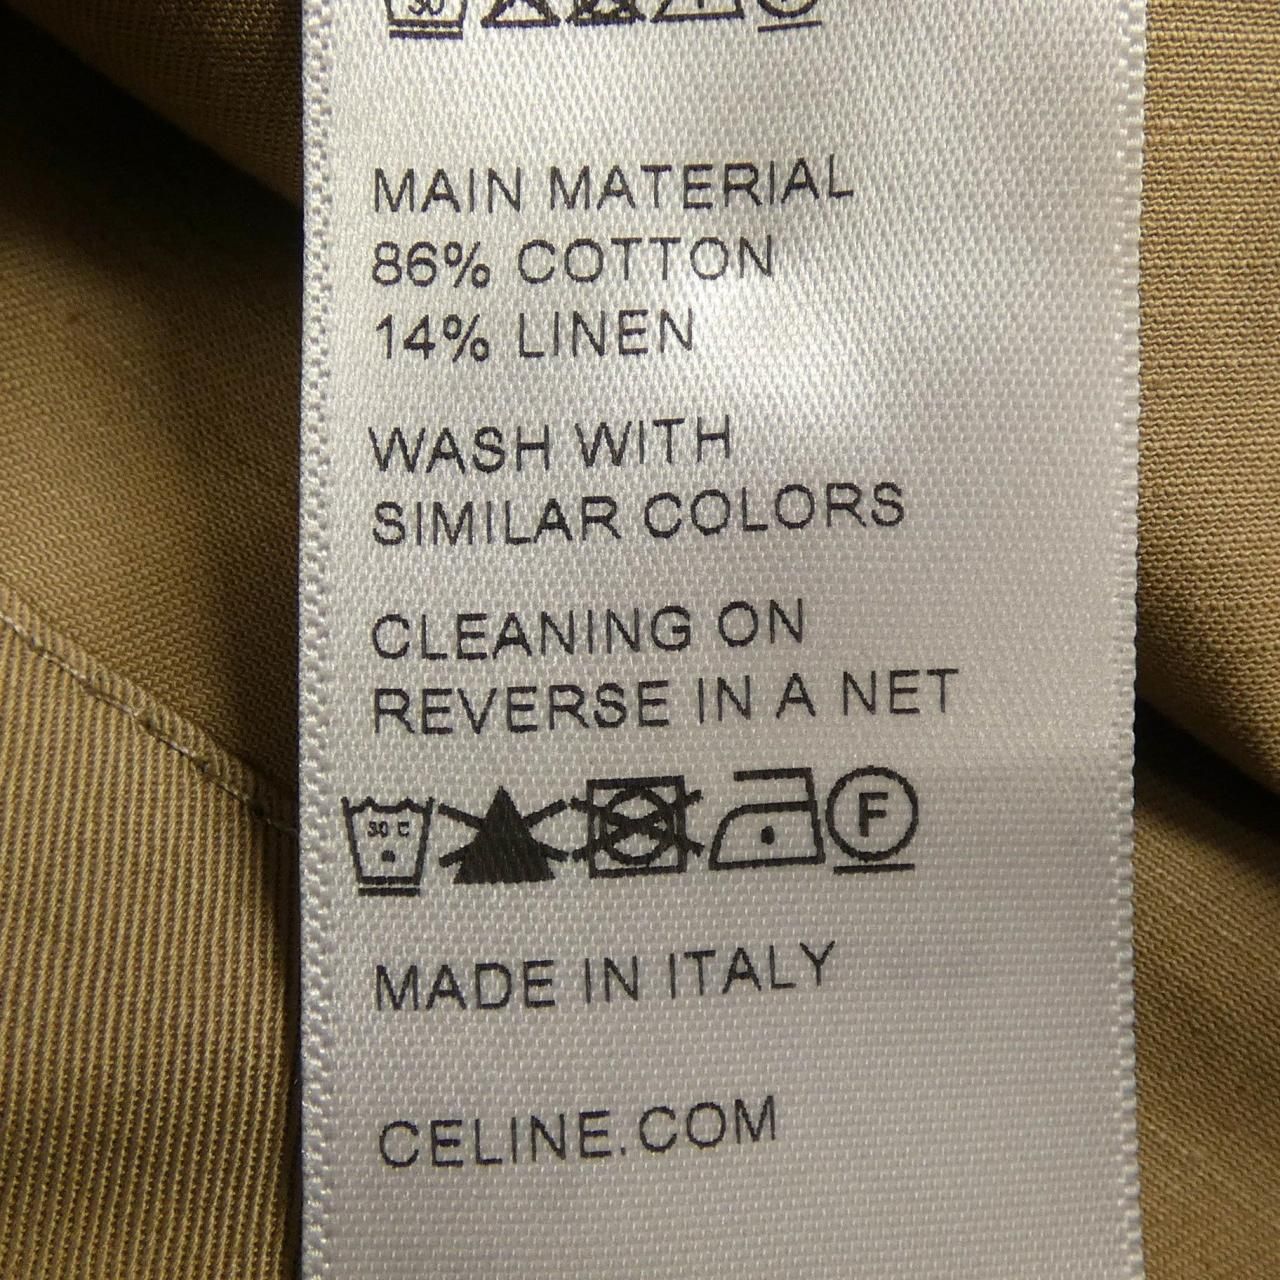 30
MAIN MATERIAL
86% COTTON
14% LINEN
WASH WITH
SIMILAR COLORS
CLEANING ON
REVERSE IN A NET
30 C F
MADE IN ITALY
CELINE.COM